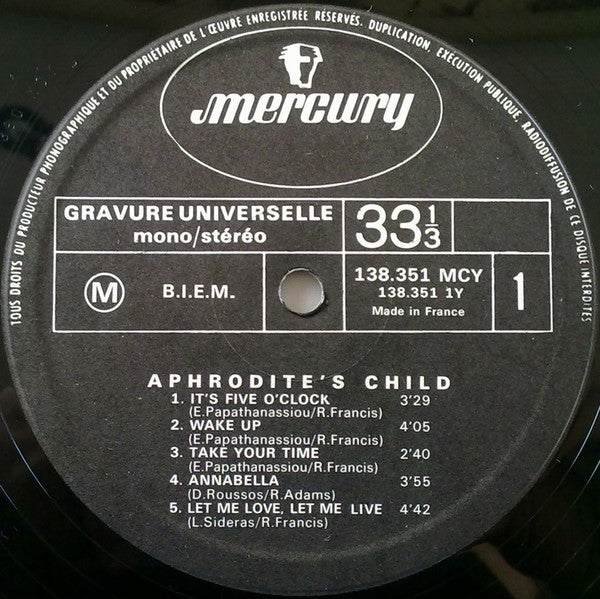 TOUS DROITS DU PRODUCTEUR PHONOGRAPHIQUE ET DU PROPRIÉTAIRE DE L'ŒUVRE ENREGISTRÉE RÉSERVÉS. DUPLICATION, EXÉCUTION PUBLIQUE, RADIODIFFUSION DE CE DISQUE INTERDITES
mercury
GRAVURE UNIVERSELLE
mono/stéréo
33 1/3
M
B.I.E.M.
138.351 MCY
138.351 1Y
Made in France
1
APHRODITE'S CHILD
1. IT'S FIVE O'CLOCK 3'29
(E.Papathanassiou/R.Francis)
2. WAKE UP 4'05
(E.Papathanassiou/R.Francis)
3. TAKE YOUR TIME 2'40
(E.Papathanassiou/R.Francis)
4. ANNABELLA 3'55
(D.Roussos/R.Adams)
5. LET ME LOVE, LET ME LIVE 4'42
(L.Sideras/R.Francis)